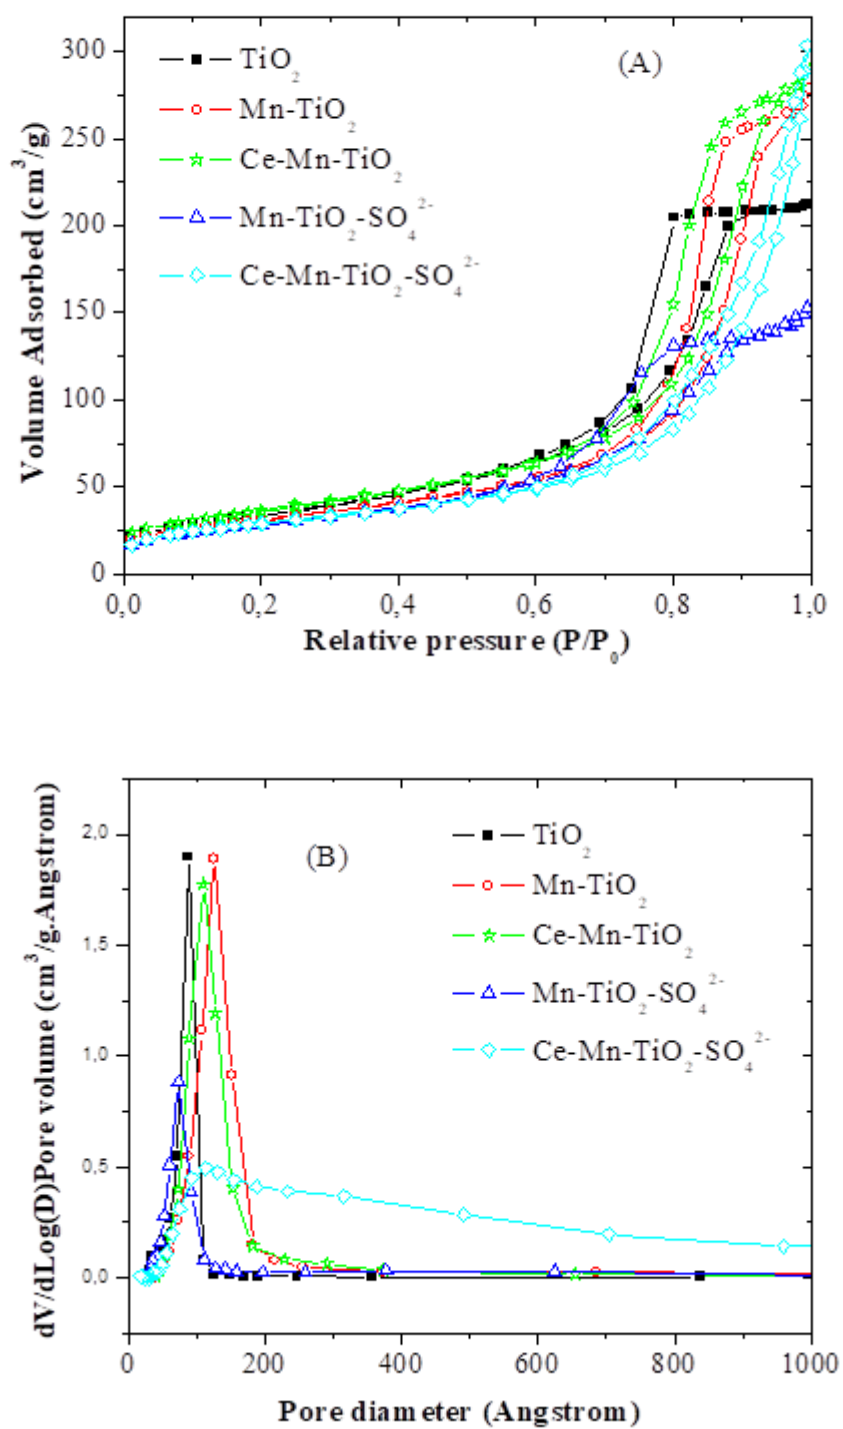 (A)
TiO₂
Mn-TiO₂
Ce-Mn-TiO₂
Mn-TiO₂-SO₄²⁻
Ce-Mn-TiO₂-SO₄²⁻
Volume Adsorbed (cm³/g)
300
250
200
150
100
50
0
0,0 0,2 0,4 0,6 0,8 1,0
Relative pressure (P/P₀)
(B)
TiO₂
Mn-TiO₂
Ce-Mn-TiO₂
Mn-TiO₂-SO₄²⁻
Ce-Mn-TiO₂-SO₄²⁻
dV/dLog(D)Pore volume (cm³/g.Angstrom)
2,0
1,5
1,0
0,5
0,0
0 200 400 600 800 1000
Pore diameter (Angstrom)